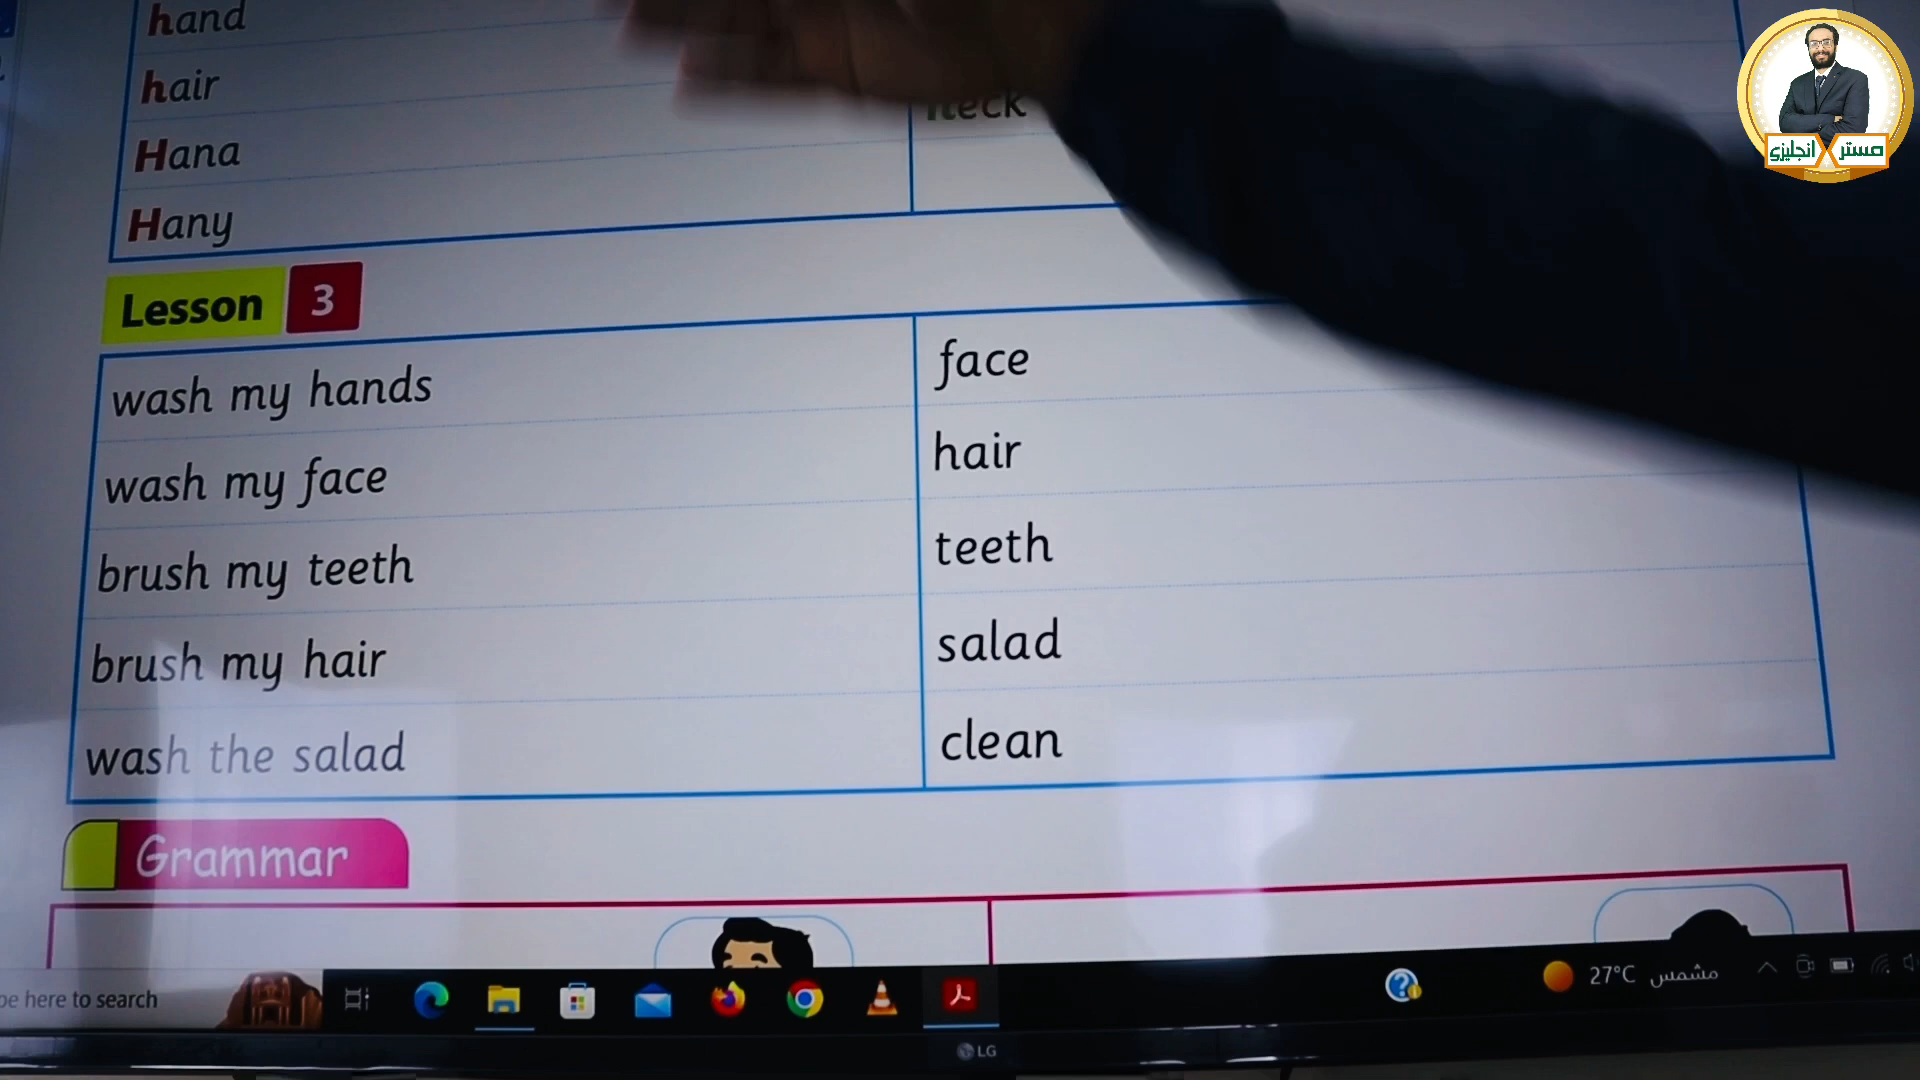 hand
hair
Hana
Hany
neck
Lesson 3
wash my hands
wash my face
brush my teeth
brush my hair
wash the salad
face
hair
teeth
salad
clean
Grammar
here to search
27°C مشمس
LG
مستر X انجليزي